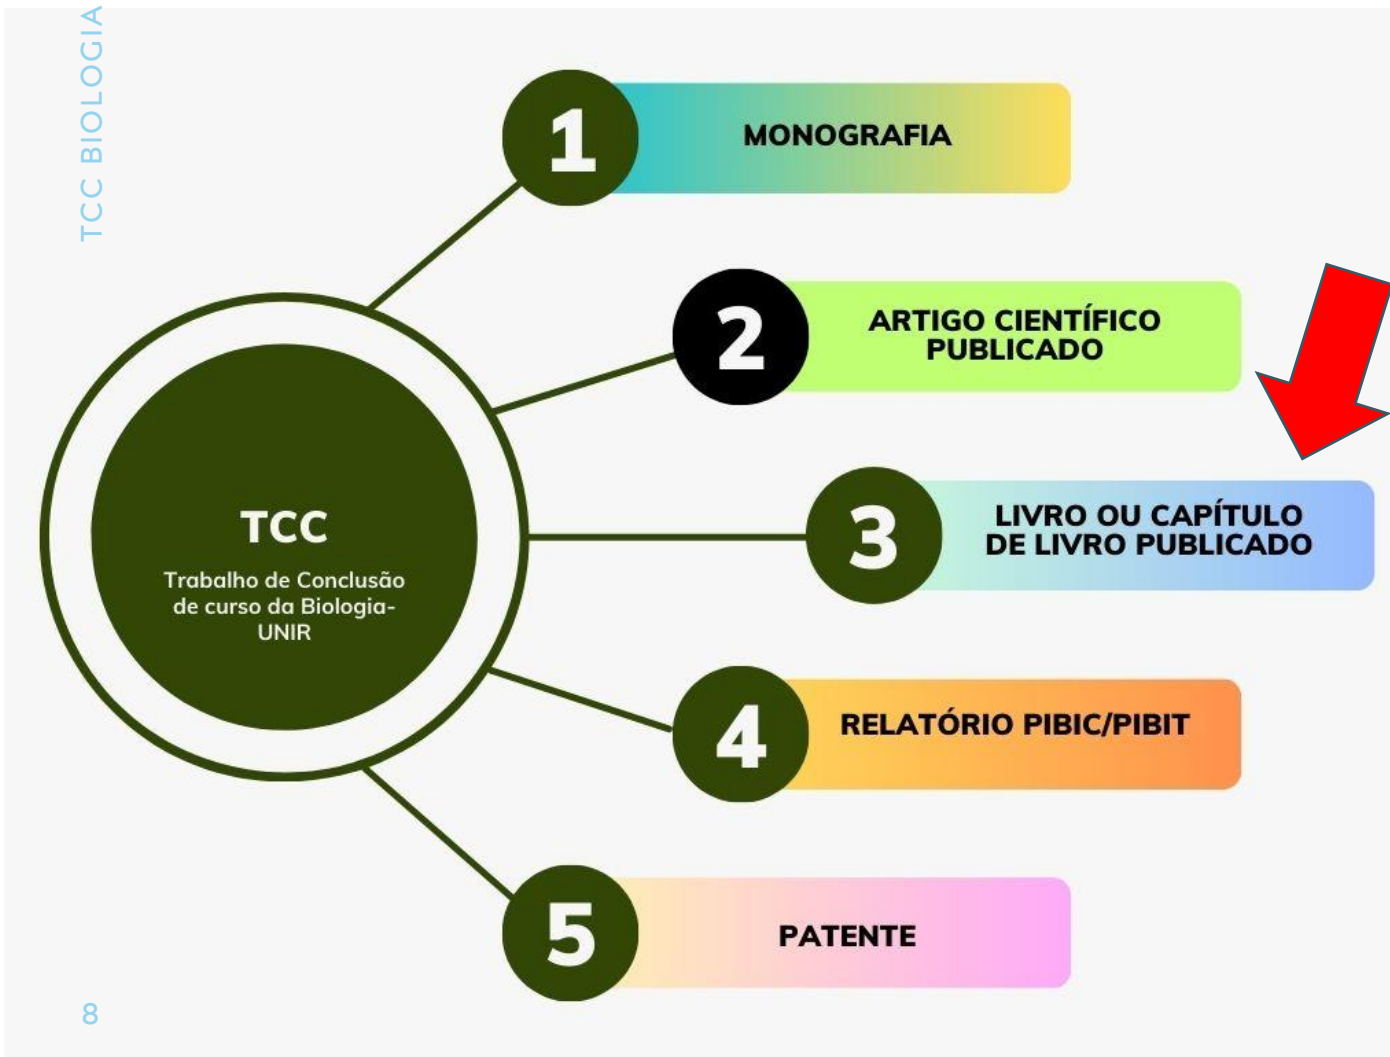 TCC BIOLOGIA
1
MONOGRAFIA
2
ARTIGO CIENTÍFICO
PUBLICADO
3
LIVRO OU CAPÍTULO
DE LIVRO PUBLICADO
TCC
Trabalho de Conclusão
de curso da Biologia-
UNIR
4
RELATÓRIO PIBIC/PIBIT
5
PATENTE
8